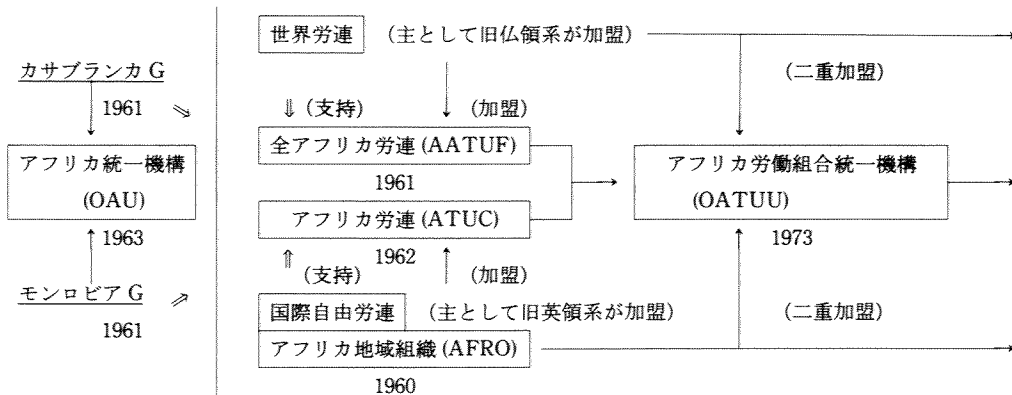 世界労連 (主として旧仏領系が加盟)
カサブランカ G
(二重加盟)
1961
⇓ (支持) (加盟)
全アフリカ労連 (AATUF)
1961
アフリカ統一機構
(OAU)
1963
アフリカ労働組合統一機構
(OATUU)
1973
アフリカ労連 (ATUC)
1962
⇑ (支持) (加盟)
モンロビア G
1961
国際自由労連 (主として旧英領系が加盟) (二重加盟)
アフリカ地域組織 (AFRO)
1960